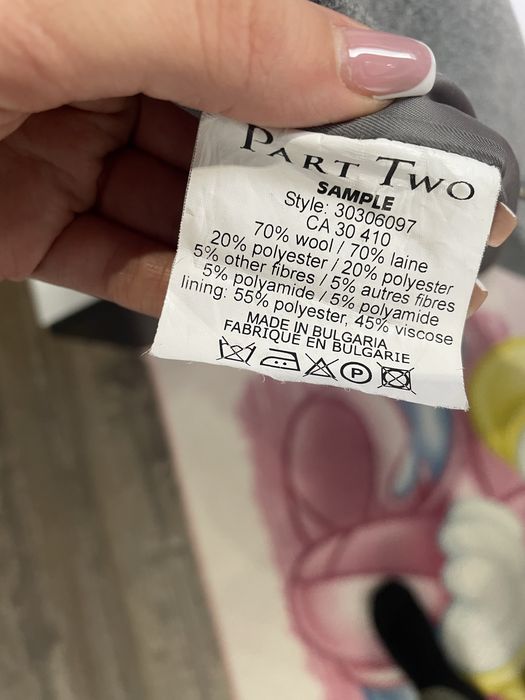 PART TWO
SAMPLE
Style: 30306097
CA 30 410
70% wool / 70% laine
20% polyester / 20% polyester
5% other fibres / 5% autres fibres
5% polyamide / 5% polyamide
lining: 55% polyester, 45% viscose
MADE IN BULGARIA
FABRIQUE EN BULGARIE
P